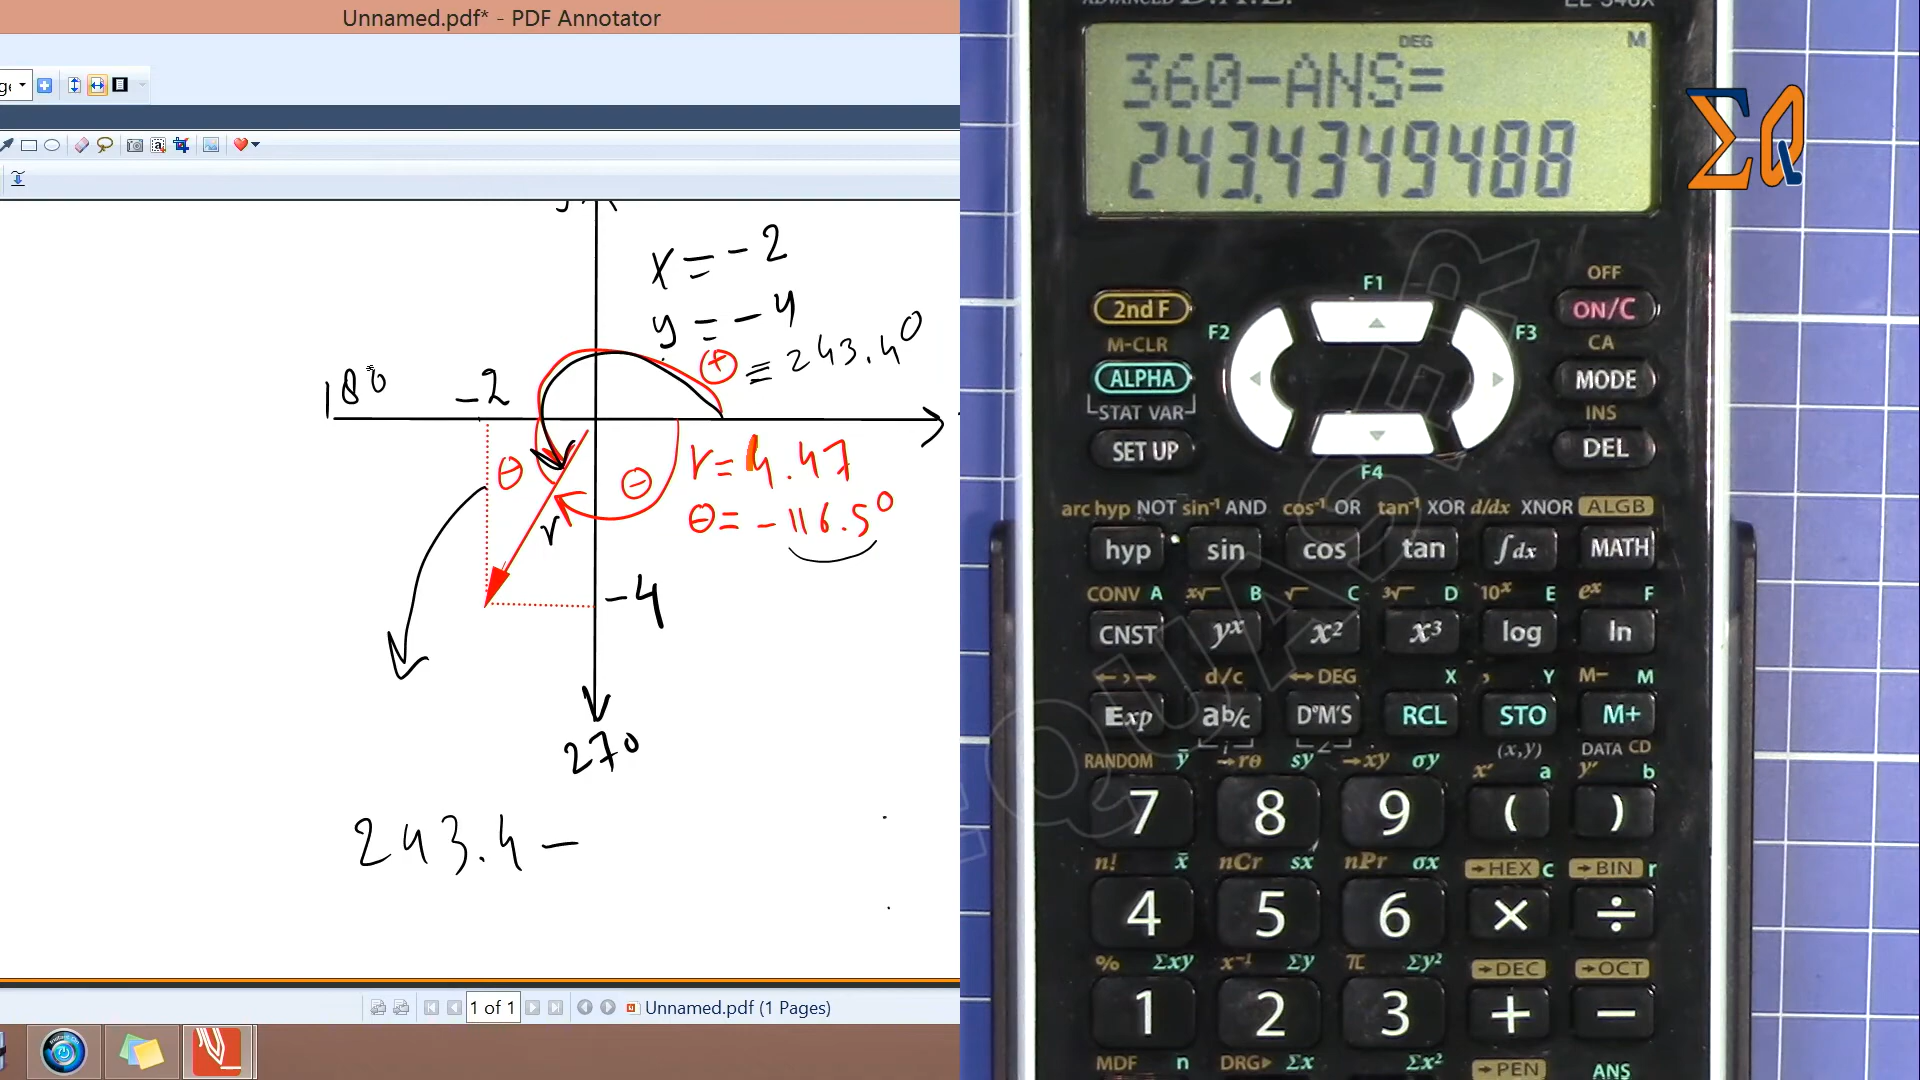 Unnamed.pdf* - PDF Annotator
x = -2
y = -4
⊕ ≡ 243.4°
180
-2
θ
⊖
r = 4.47
θ = -116.5°
r
-4
270
243.4 -
1 of 1
Unnamed.pdf (1 Pages)
DEG M
360-ANS=
243.4349488
ΣQ
F1
OFF
2nd F
F2
F3
ON/C
M-CLR
CA
ALPHA
MODE
STAT VAR
INS
SET UP
F4
DEL
arc hyp NOT sin⁻¹ AND cos⁻¹ OR tan⁻¹ XOR d/dx XNOR ALGB
hyp sin cos tan ∫dx MATH
CONV A ˣ√ B √ C ³√ D 10ˣ E eˣ F
CNST yˣ x² x³ log ln
←,→ d/c ↔DEG X , Y M- M
Exp ab/c D°M'S RCL STO M+
i ∠ (x,y) DATA CD
RANDOM x̄... →rθ sy →xy σy x' a y' b
7 8 9 ( )
n! x̄ nCr sx nPr σx →HEX c →BIN r
4 5 6 × ÷
% Σxy x⁻¹ Σy π Σy² →DEC →OCT
1 2 3 + −
MDF n DRG▸ Σx Σx² →PEN ANS
EQUASER